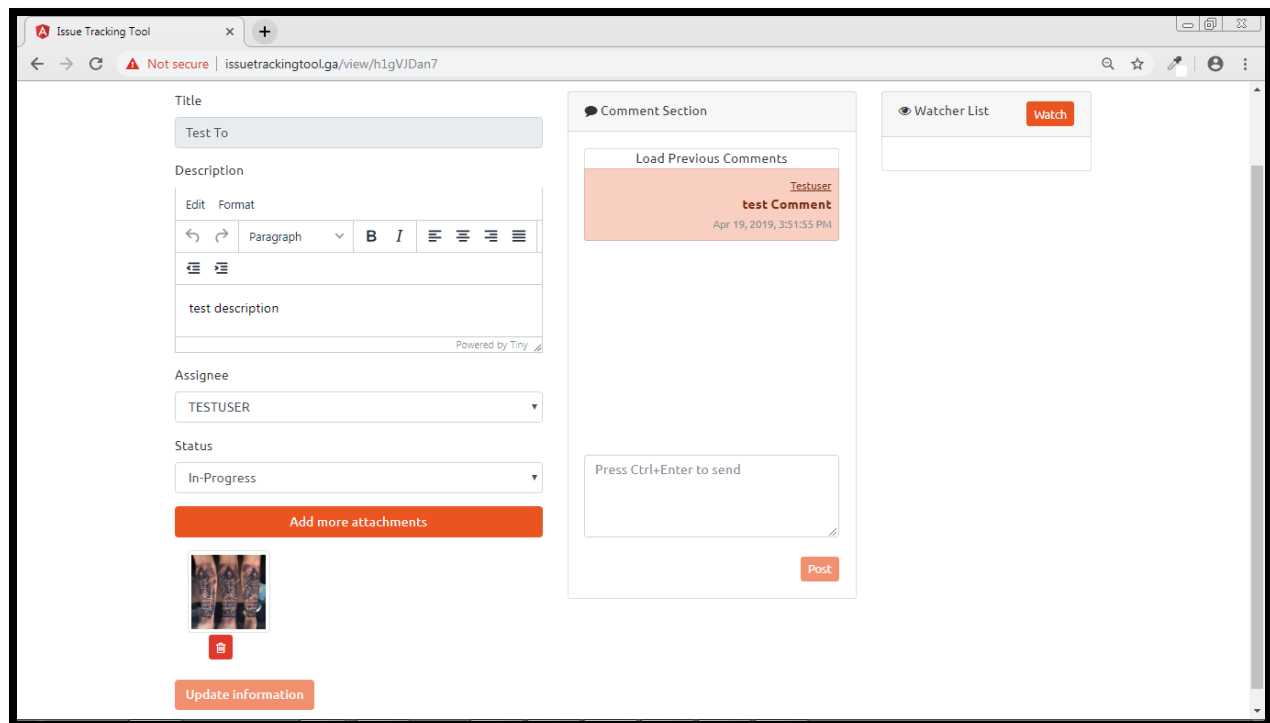 Issue Tracking Tool
Not secure | issuetrackingtool.ga/view/h1gVJDan7
Title
Test To
Description
Edit Format
Paragraph B I
test description
Powered by Tiny
Assignee
TESTUSER
Status
In-Progress
Add more attachments
Update information
Comment Section
Load Previous Comments
Testuser
test Comment
Apr 19, 2019, 3:51:55 PM
Press Ctrl+Enter to send
Post
Watcher List
Watch